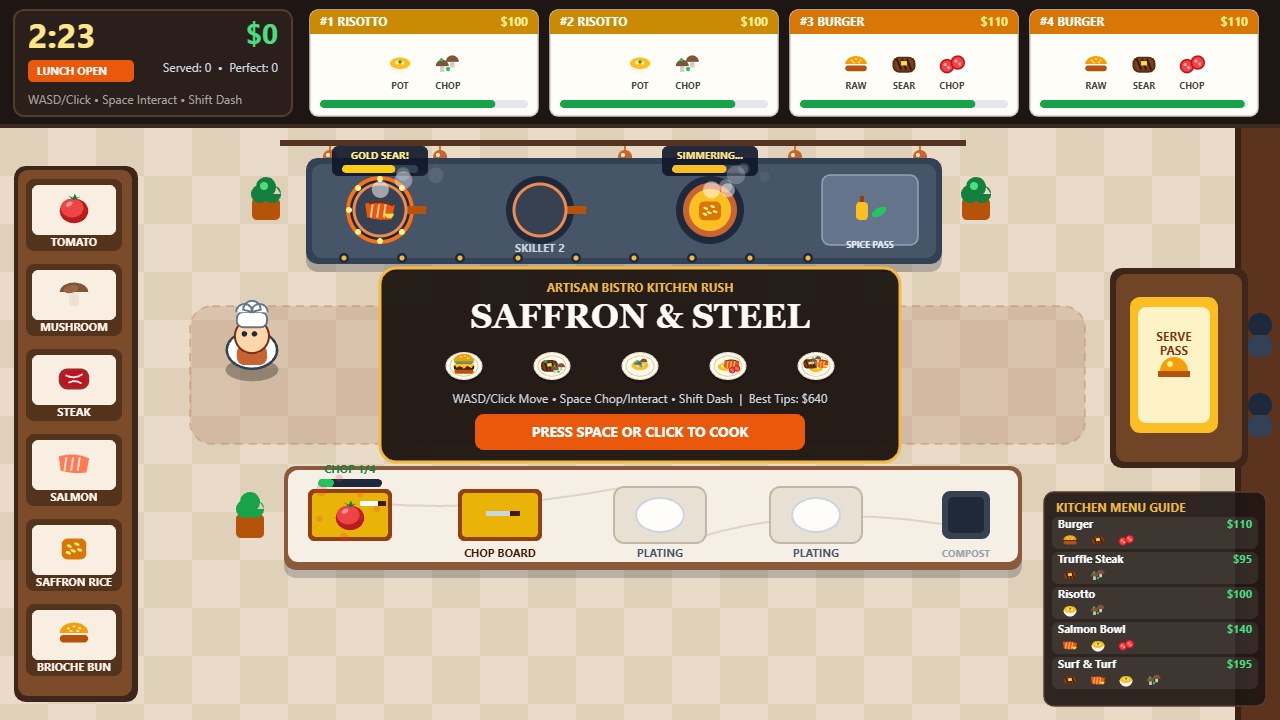 2:23
$0
LUNCH OPEN
Served: 0 • Perfect: 0
WASD/Click • Space Interact • Shift Dash
#1 RISOTTO $100
POT CHOP
#2 RISOTTO $100
POT CHOP
#3 BURGER $110
RAW SEAR CHOP
#4 BURGER $110
RAW SEAR CHOP
GOLD SEAR!
SIMMERING...
SKILLET 2
SPICE PASS
TOMATO
MUSHROOM
STEAK
SALMON
SAFFRON RICE
BRIOCHE BUN
ARTISAN BISTRO KITCHEN RUSH
SAFFRON & STEEL
WASD/Click Move • Space Chop/Interact • Shift Dash | Best Tips: $640
PRESS SPACE OR CLICK TO COOK
SERVE
PASS
CHOP 1/4
CHOP BOARD
PLATING
PLATING
COMPOST
KITCHEN MENU GUIDE
Burger $110
Truffle Steak $95
Risotto $100
Salmon Bowl $140
Surf & Turf $195